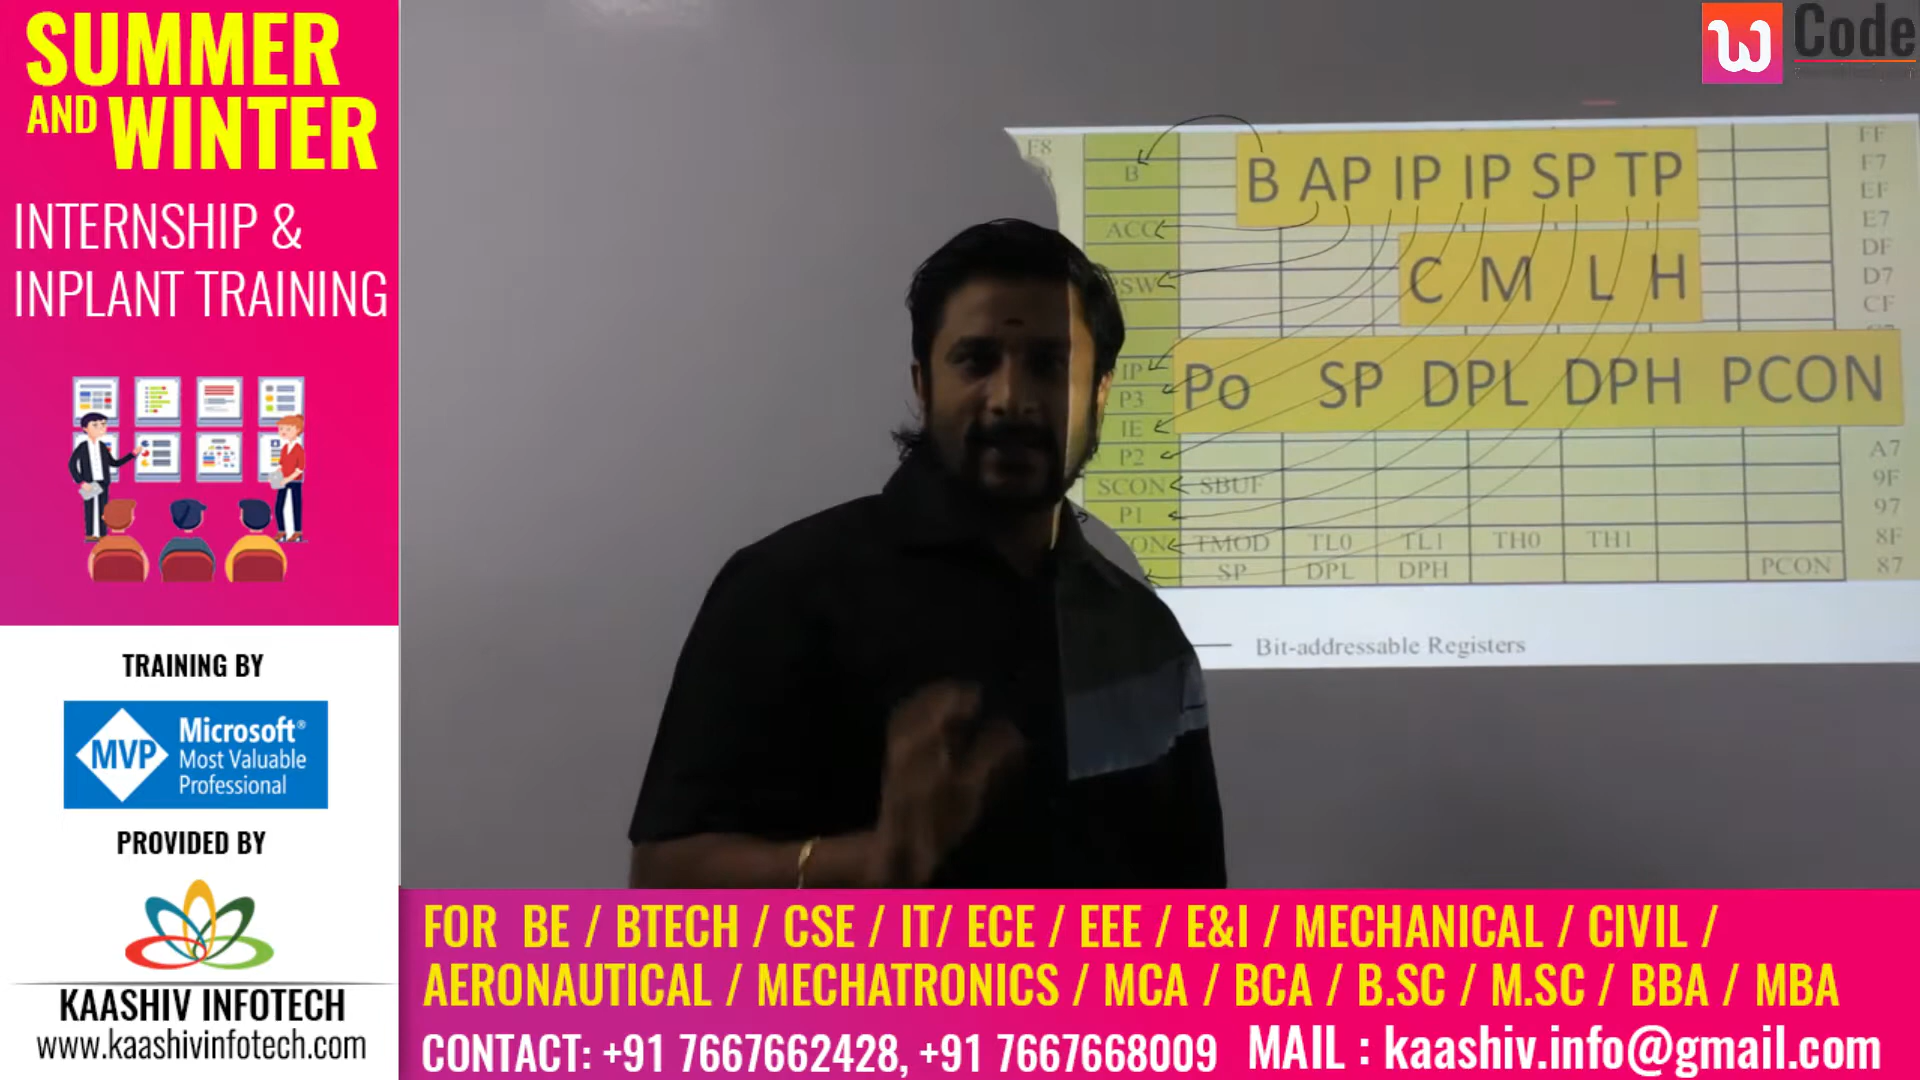 SUMMER
AND WINTER
INTERNSHIP &
INPLANT TRAINING
TRAINING BY
MVP Microsoft®
Most Valuable
Professional
PROVIDED BY
KAASHIV INFOTECH
www.kaashivinfotech.com
W Code
E8 FF
B F7
EF
ACC E7
DF
PSW D7
CF
IP
P3
IE
P2 A7
SCON SBUF 9F
P1 97
TMOD TL0 TL1 TH0 TH1 8F
SP DPL DPH PCON 87
B AP IP IP SP TP
C M L H
Po SP DPL DPH PCON
Bit-addressable Registers
FOR BE / BTECH / CSE / IT/ ECE / EEE / E&I / MECHANICAL / CIVIL /
AERONAUTICAL / MECHATRONICS / MCA / BCA / B.SC / M.SC / BBA / MBA
CONTACT: +91 7667662428, +91 7667668009 MAIL : kaashiv.info@gmail.com